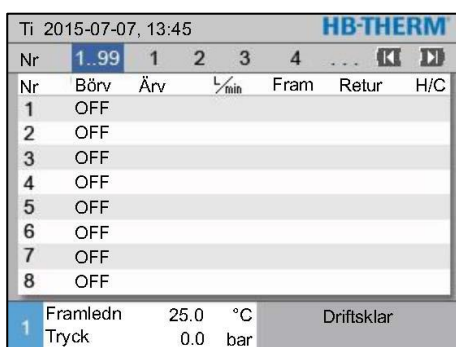 Ti 2015-07-07, 13:45 HB-THERM®
Nr 1..99 1 2 3 4 ...
Nr Börv Ärv L/min Fram Retur H/C
1 OFF
2 OFF
3 OFF
4 OFF
5 OFF
6 OFF
7 OFF
8 OFF
1 Framledn 25.0 °C Driftsklar
Tryck 0.0 bar